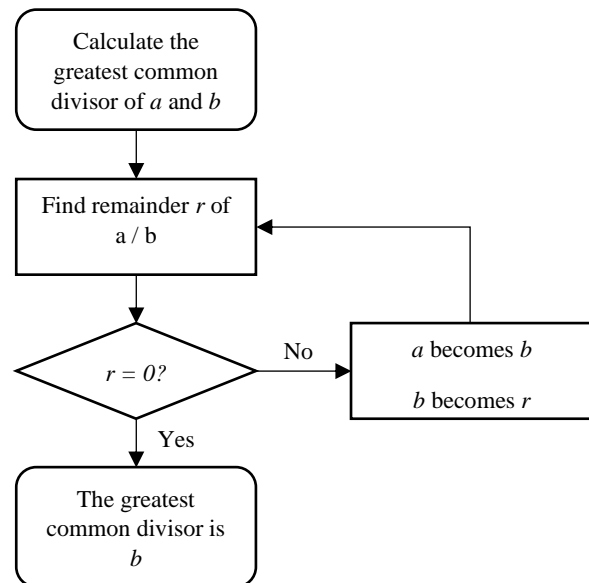 Calculate the
greatest common
divisor of a and b
Find remainder r of
a / b
r = 0?
No
a becomes b
b becomes r
Yes
The greatest
common divisor is
b